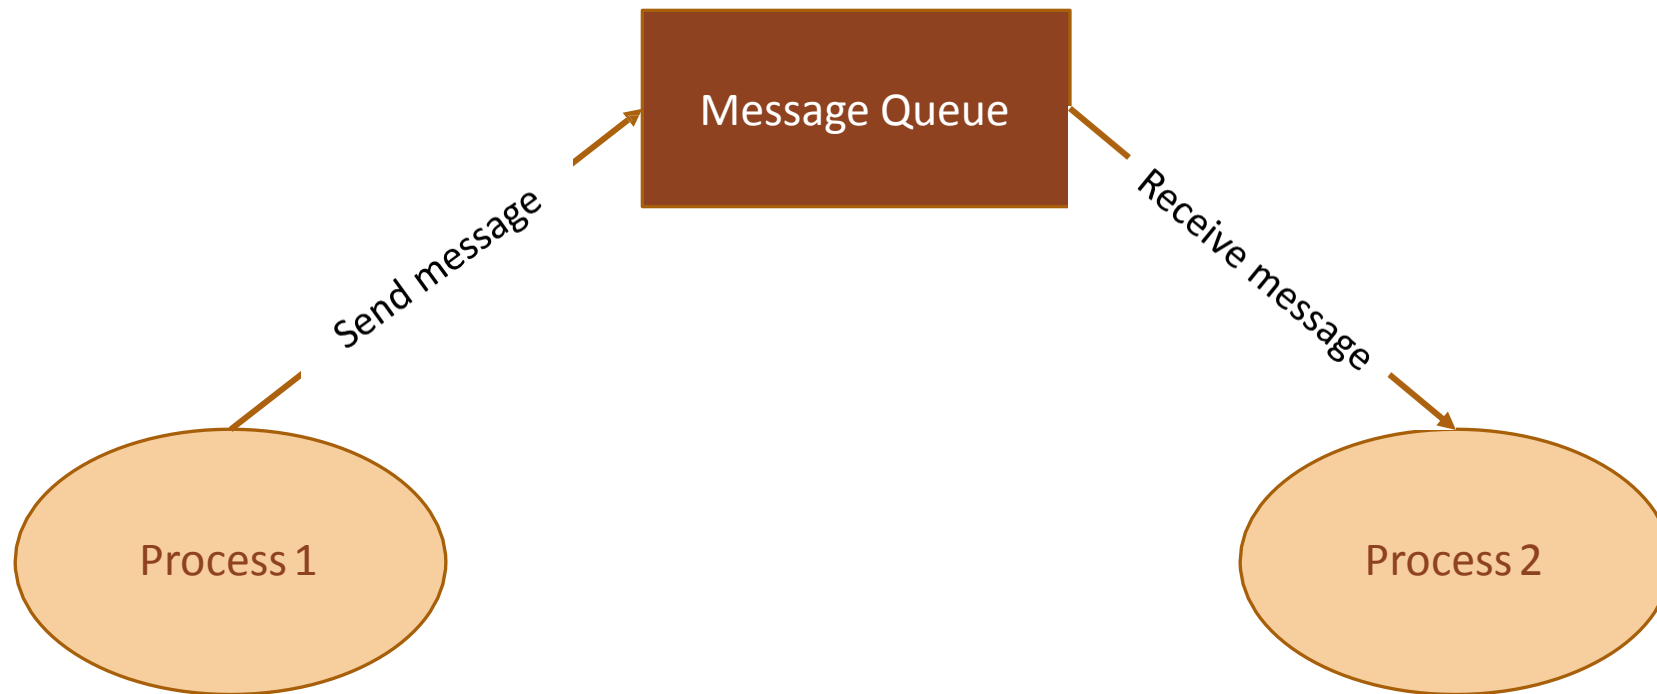 Message Queue
Send message
Receive message
Process 1
Process 2